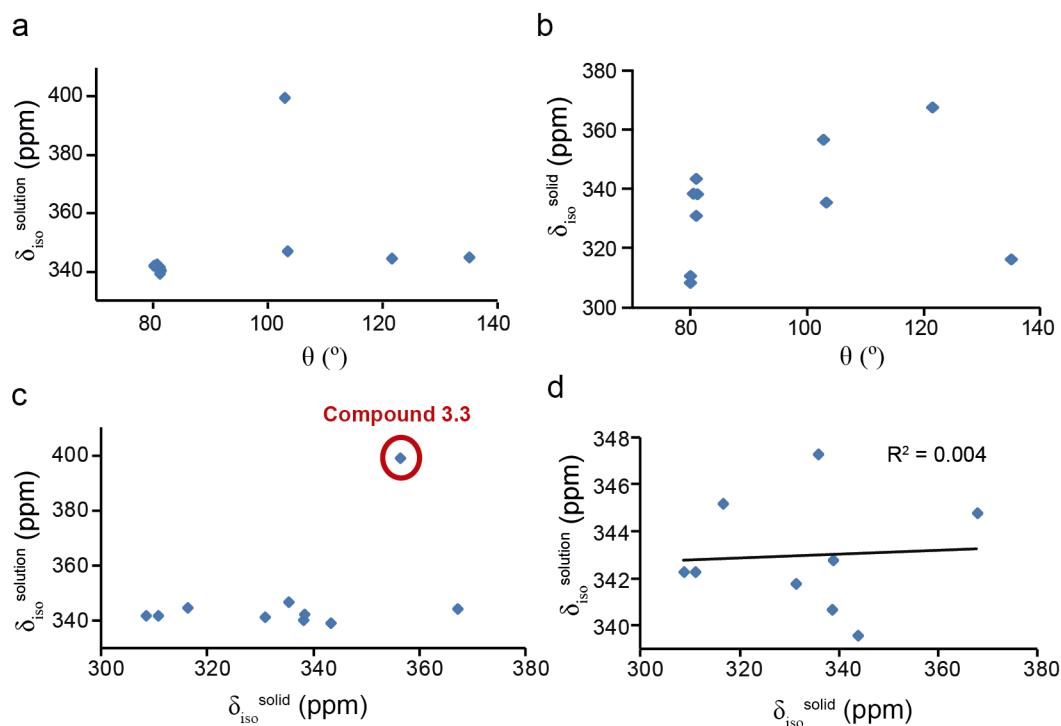 a
δiso solution (ppm)
400
380
360
340
80
100
120
140
θ (º)
b
δiso solid (ppm)
380
360
340
320
300
80
100
120
140
θ (º)
c
Compound 3.3
δiso solution (ppm)
400
380
360
340
320
300
320
340
360
380
δiso solid (ppm)
d
R² = 0.004
δiso solution (ppm)
348
346
344
342
340
300
320
340
360
380
δiso solid (ppm)